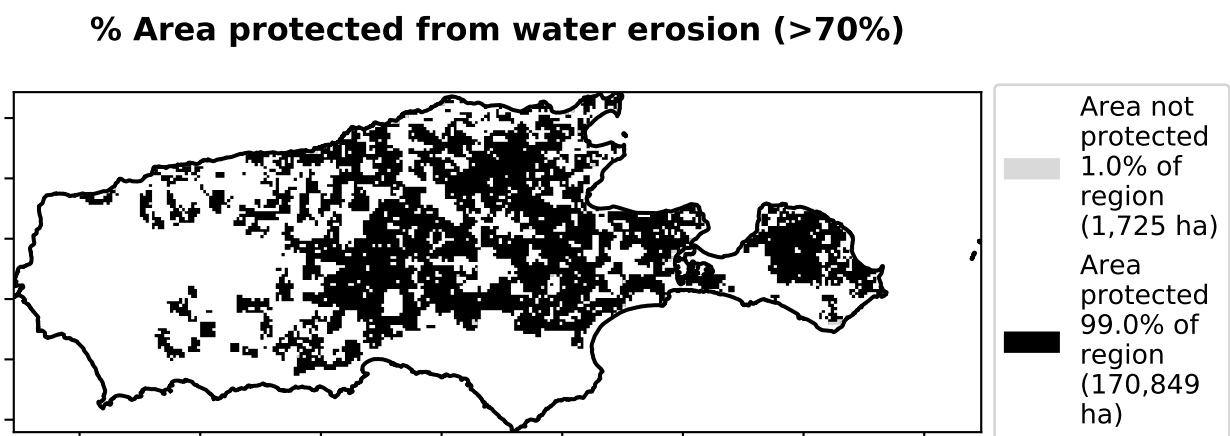 % Area protected from water erosion (>70%)
Area not
protected
1.0% of
region
(1,725 ha)
Area
protected
99.0% of
region
(170,849
ha)